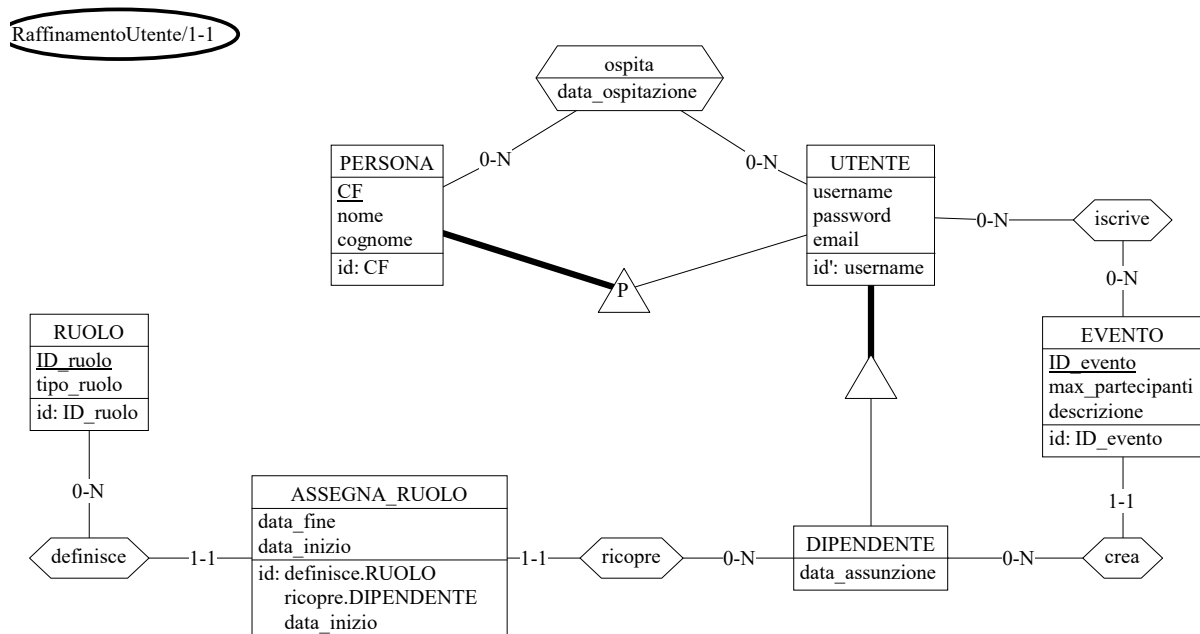 RaffinamentoUtente/1-1
ospita
data_ospitazione
0-N
0-N
PERSONA
CF
nome
cognome
id: CF
UTENTE
username
password
email
id': username
0-N
iscrive
0-N
P
RUOLO
ID_ruolo
tipo_ruolo
id: ID_ruolo
EVENTO
ID_evento
max_partecipanti
descrizione
id: ID_evento
0-N
1-1
ASSEGNA_RUOLO
data_fine
data_inizio
id: definisce.RUOLO
ricopre.DIPENDENTE
data_inizio
definisce
1-1
1-1
ricopre
0-N
DIPENDENTE
data_assunzione
0-N
crea